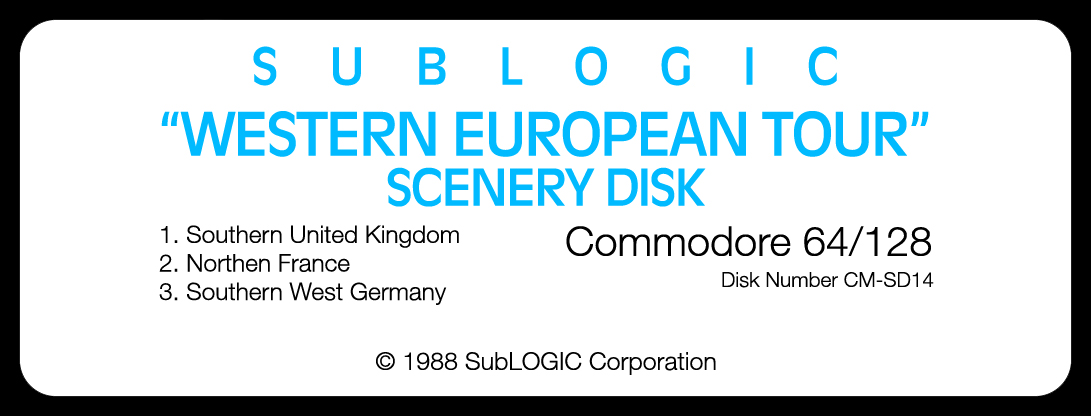 SUBLOGIC
“WESTERN EUROPEAN TOUR”
SCENERY DISK
1. Southern United Kingdom
2. Northen France
3. Southern West Germany
Commodore 64/128
Disk Number CM-SD14
© 1988 SubLOGIC Corporation